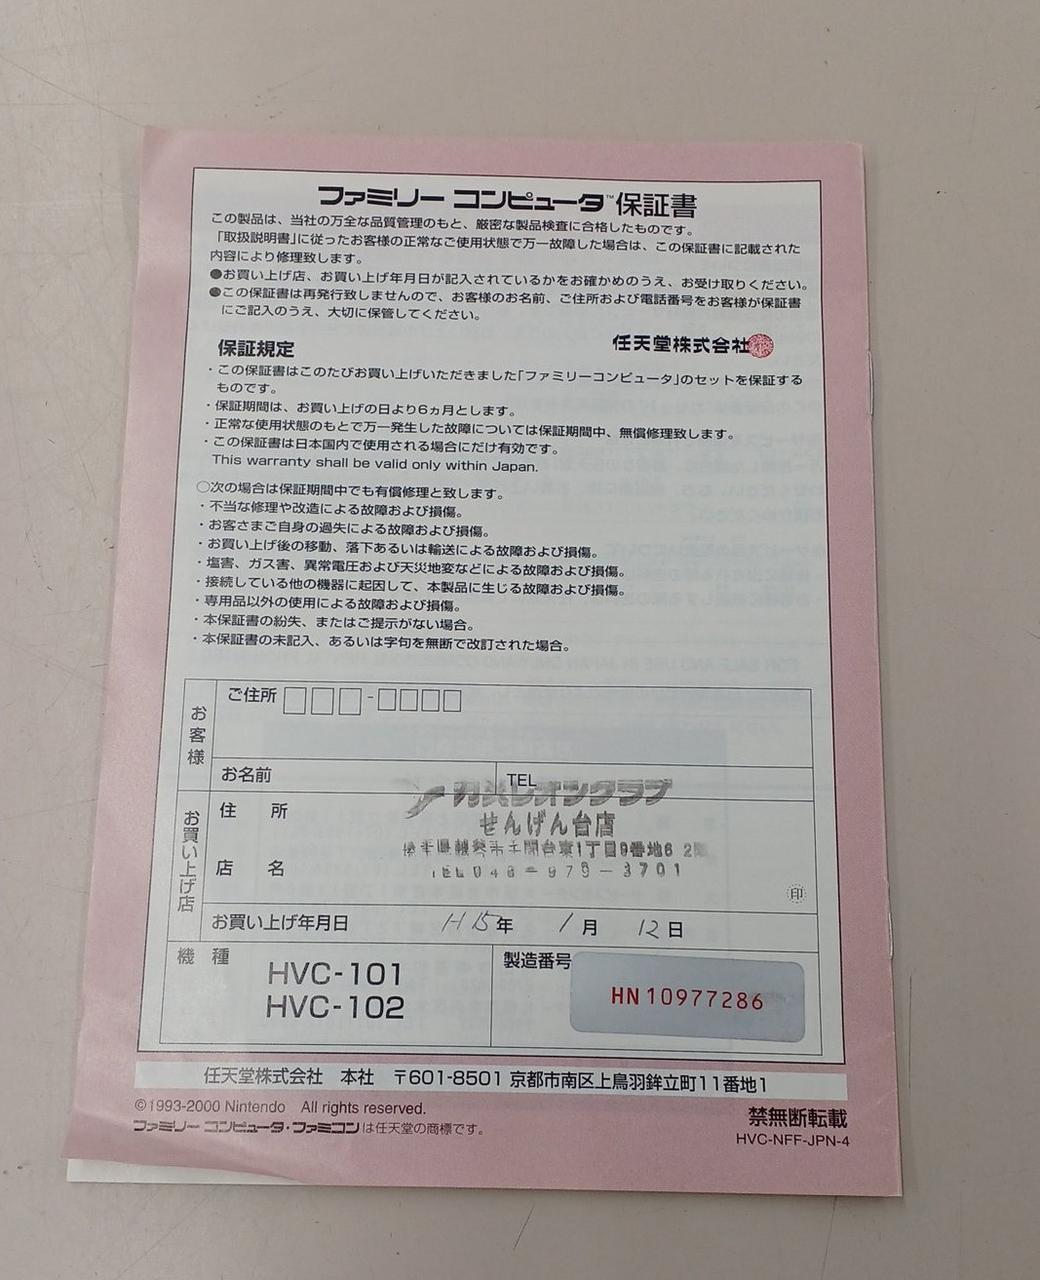 ファミリー コンピュータ™保証書
この製品は、当社の万全な品質管理のもと、厳密な製品検査に合格したものです。
「取扱説明書」に従ったお客様の正常なご使用状態で万一故障した場合は、この保証書に記載された
内容により修理致します。
●お買い上げ店、お買い上げ年月日が記入されているかをお確かめのうえ、お受け取りください。
●この保証書は再発行致しませんので、お客様のお名前、ご住所および電話番号をお客様が保証書
にご記入のうえ、大切に保管してください。
任天堂株式会社
保証規定
・この保証書はこのたびお買い上げいただきました「ファミリーコンピュータ」のセットを保証する
ものです。
・保証期間は、お買い上げの日より6ヵ月とします。
・正常な使用状態のもとで万一発生した故障については保証期間中、無償修理致します。
・この保証書は日本国内で使用される場合にだけ有効です。
This warranty shall be valid only within Japan.
○次の場合は保証期間中でも有償修理と致します。
・不当な修理や改造による故障および損傷。
・お客さまご自身の過失による故障および損傷。
・お買い上げ後の移動、落下あるいは輸送による故障および損傷。
・塩害、ガス害、異常電圧および天災地変などによる故障および損傷。
・接続している他の機器に起因して、本製品に生じる故障および損傷。
・専用品以外の使用による故障および損傷。
・本保証書の紛失、またはご提示がない場合。
・本保証書の未記入、あるいは字句を無断で改訂された場合。
お客様
ご住所 □□□-□□□□
お名前
TEL
お買い上げ店
住 所
カメレオンクラブ
せんげん台店
埼玉県越谷市千間台東1丁目9番地6 2階
TEL 048-979-3701
店 名
印
お買い上げ年月日 H15年 1月 12日
機 種
HVC-101
HVC-102
製造番号
HN10977286
任天堂株式会社 本社 〒601-8501 京都市南区上鳥羽鉾立町11番地1
©1993-2000 Nintendo All rights reserved.
ファミリー コンピュータ・ファミコンは任天堂の商標です。
禁無断転載
HVC-NFF-JPN-4